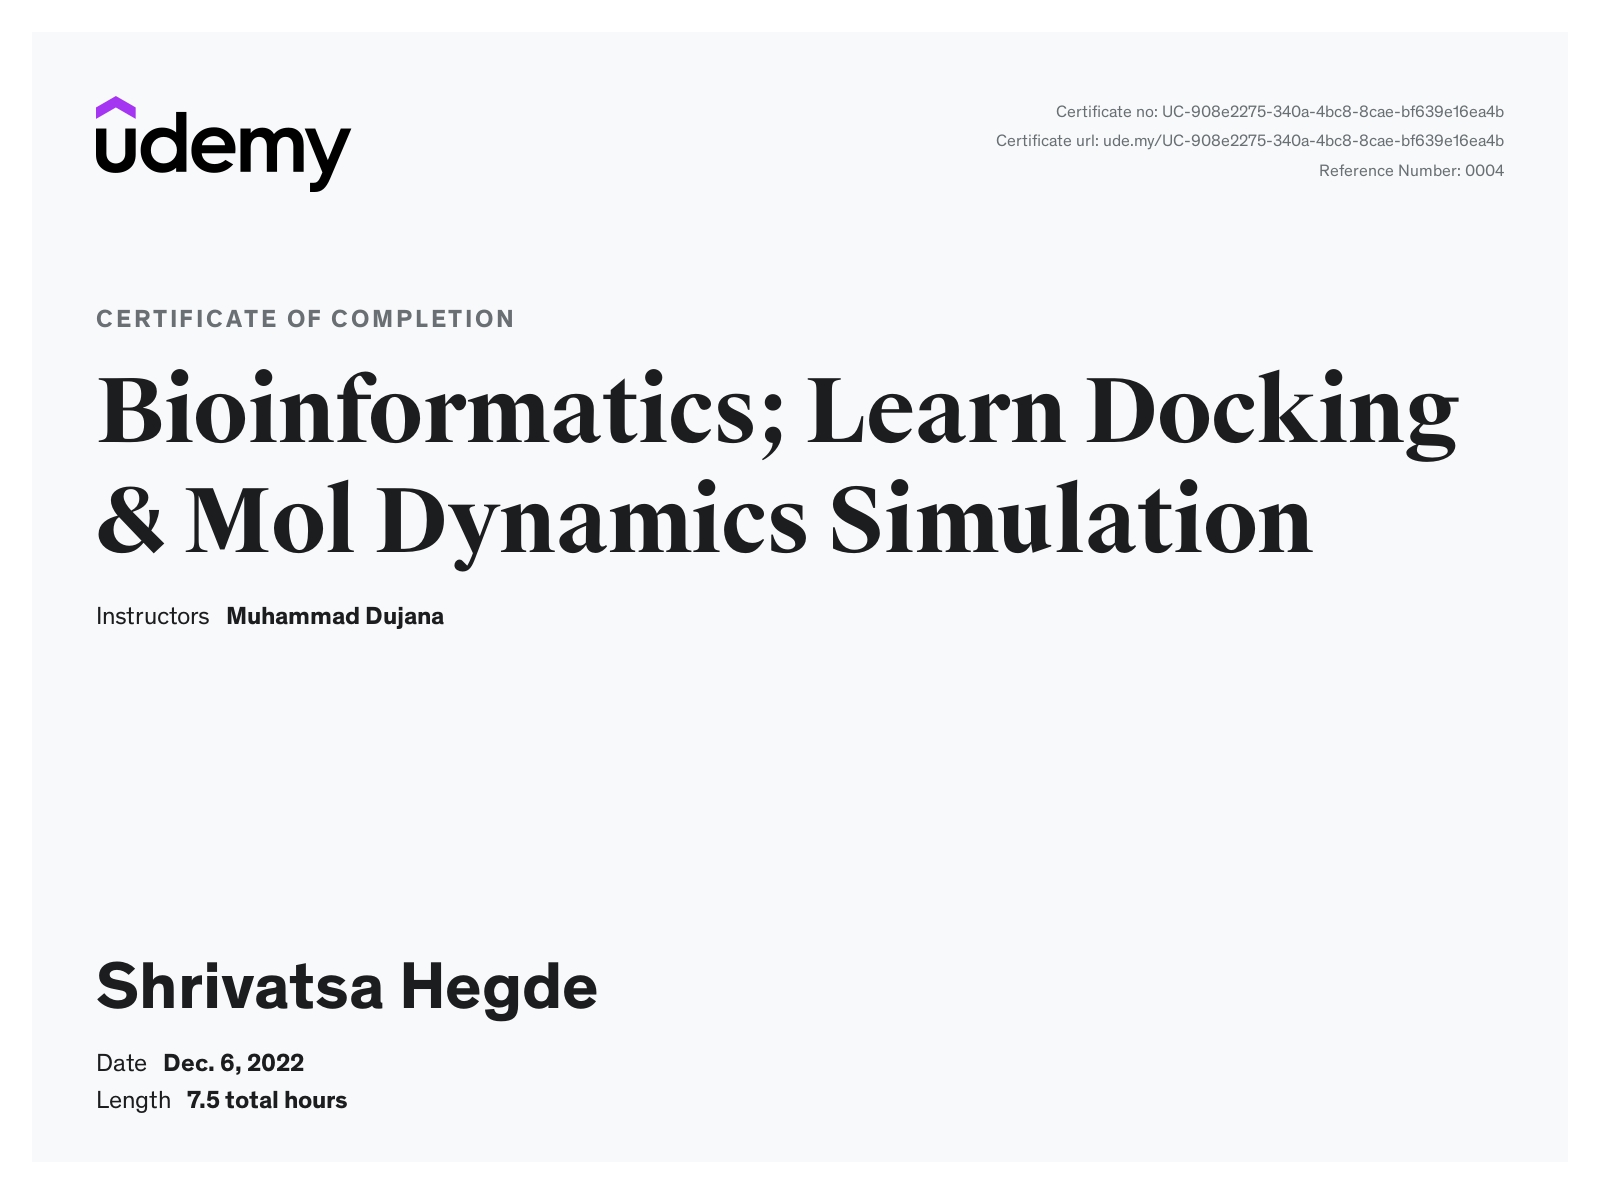 udemy
Certificate no: UC-908e2275-340a-4bc8-8cae-bf639e16ea4b
Certificate url: ude.my/UC-908e2275-340a-4bc8-8cae-bf639e16ea4b
Reference Number: 0004
CERTIFICATE OF COMPLETION
Bioinformatics; Learn Docking
& Mol Dynamics Simulation
Instructors Muhammad Dujana
Shrivatsa Hegde
Date Dec. 6, 2022
Length 7.5 total hours